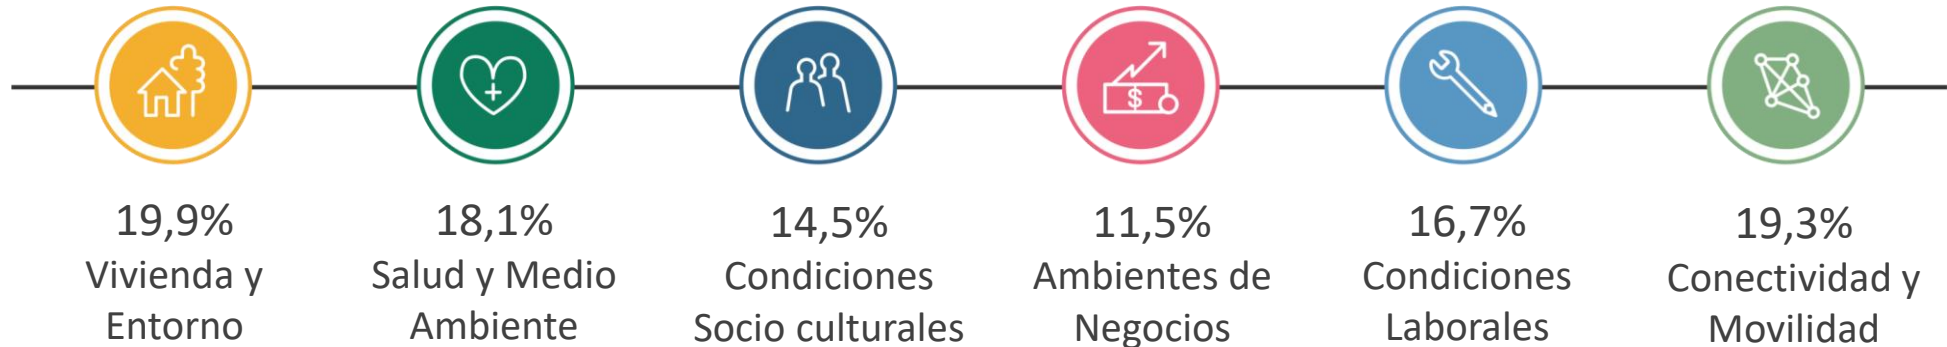 $
19,9%
Vivienda y
Entorno
18,1%
Salud y Medio
Ambiente
14,5%
Condiciones
Socio culturales
11,5%
Ambientes de
Negocios
16,7%
Condiciones
Laborales
19,3%
Conectividad y
Movilidad